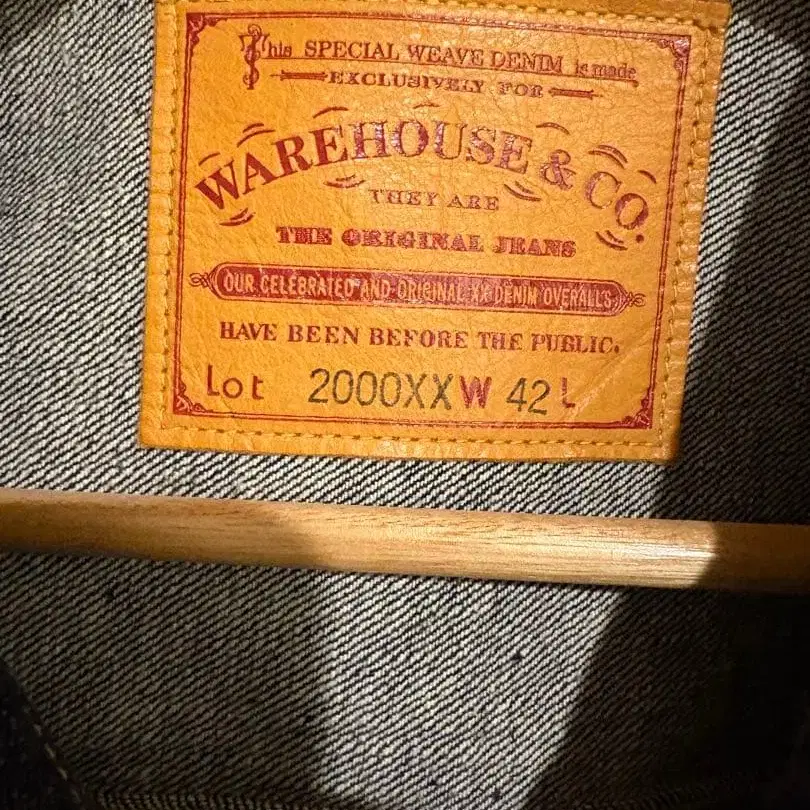 This SPECIAL WEAVE DENIM is made
EXCLUSIVELY FOR
WAREHOUSE & CO.
THEY ARE
THE ORIGINAL JEANS
OUR CELEBRATED AND ORIGINAL XX DENIM OVERALLS
HAVE BEEN BEFORE THE PUBLIC.
Lot 2000XX W 42 L